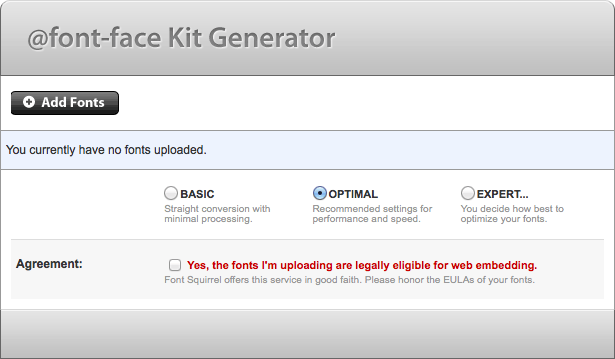 @font-face Kit Generator
Add Fonts
You currently have no fonts uploaded.
BASIC
Straight conversion with
minimal processing.
OPTIMAL
Recommended settings for
performance and speed.
EXPERT...
You decide how best to
optimize your fonts.
Agreement:
Yes, the fonts I'm uploading are legally eligible for web embedding.
Font Squirrel offers this service in good faith. Please honor the EULAs of your fonts.